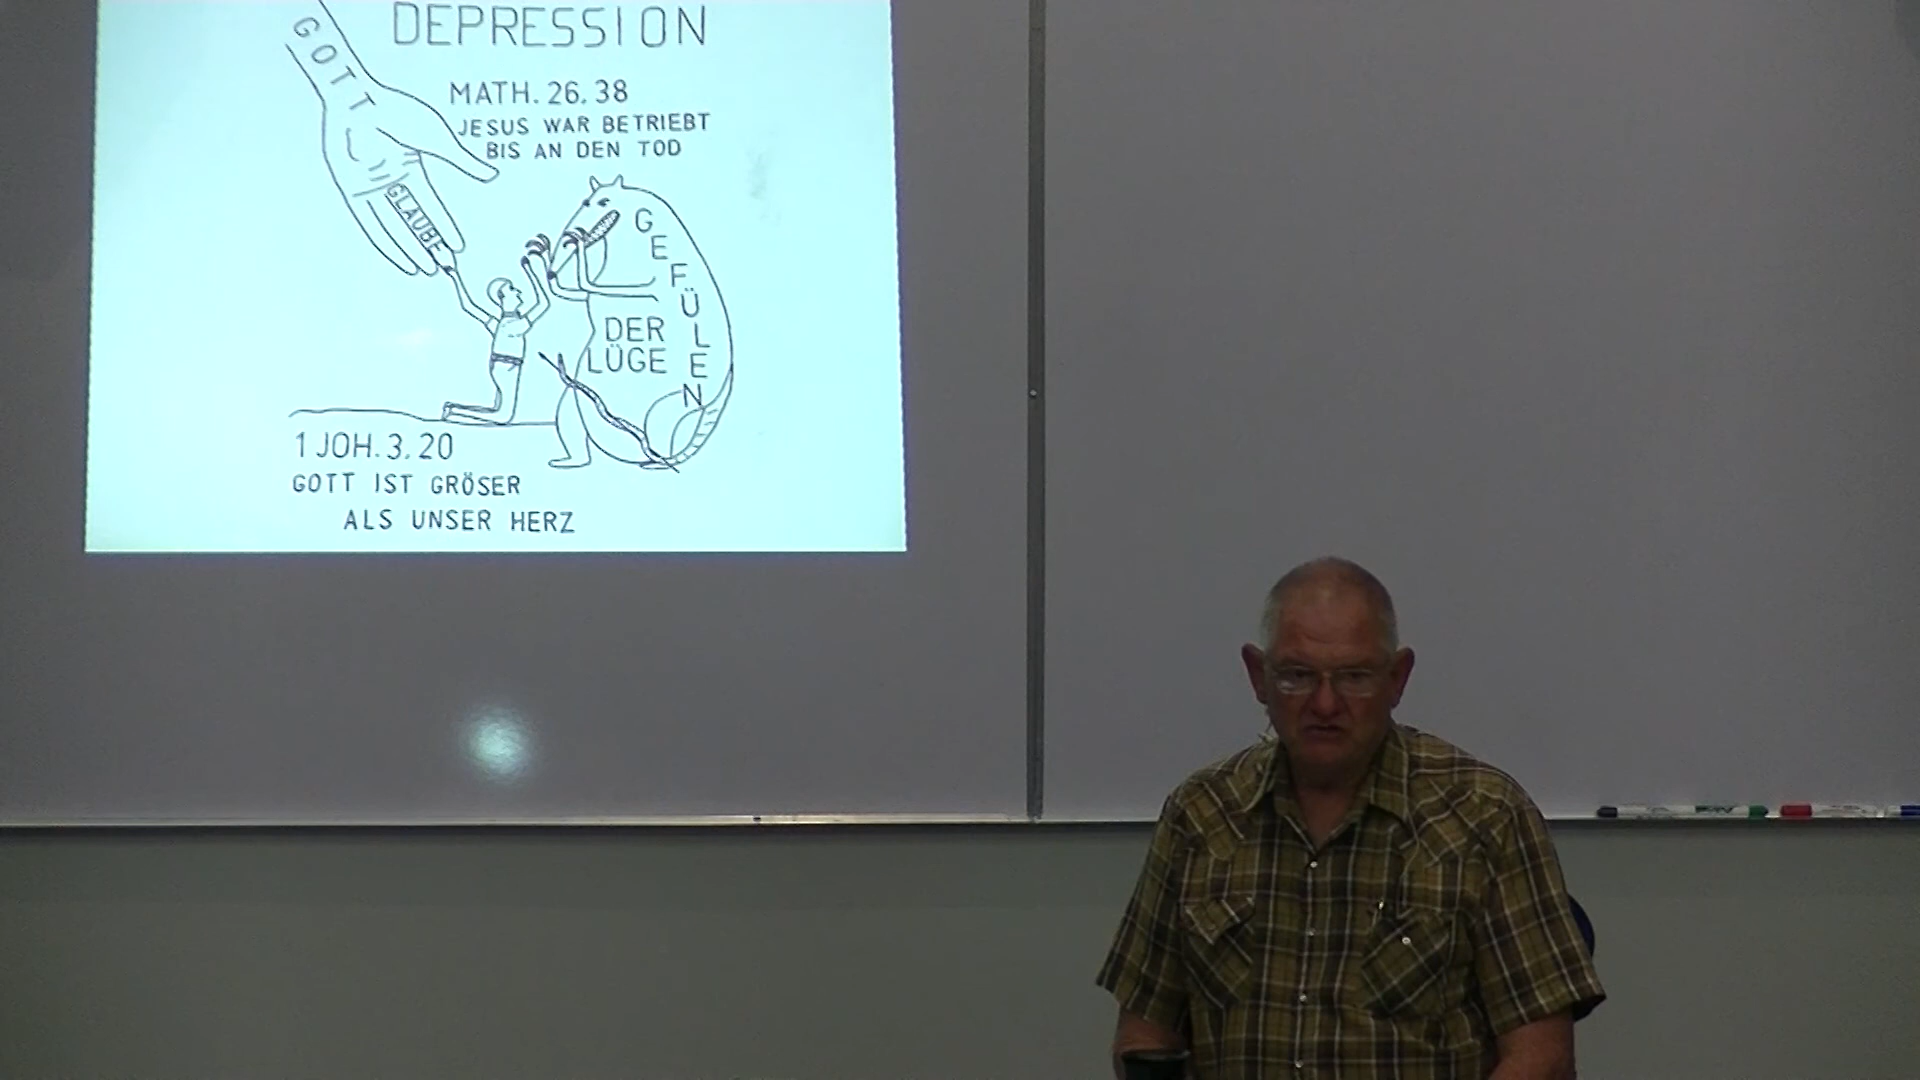 DEPRESSION
GOTT
MATH. 26. 38
JESUS WAR BETRIEBT
BIS AN DEN TOD
GLAUBE
GEFÜLEN
DER
LÜGE
1 JOH. 3. 20
GOTT IST GRÖSER
ALS UNSER HERZ